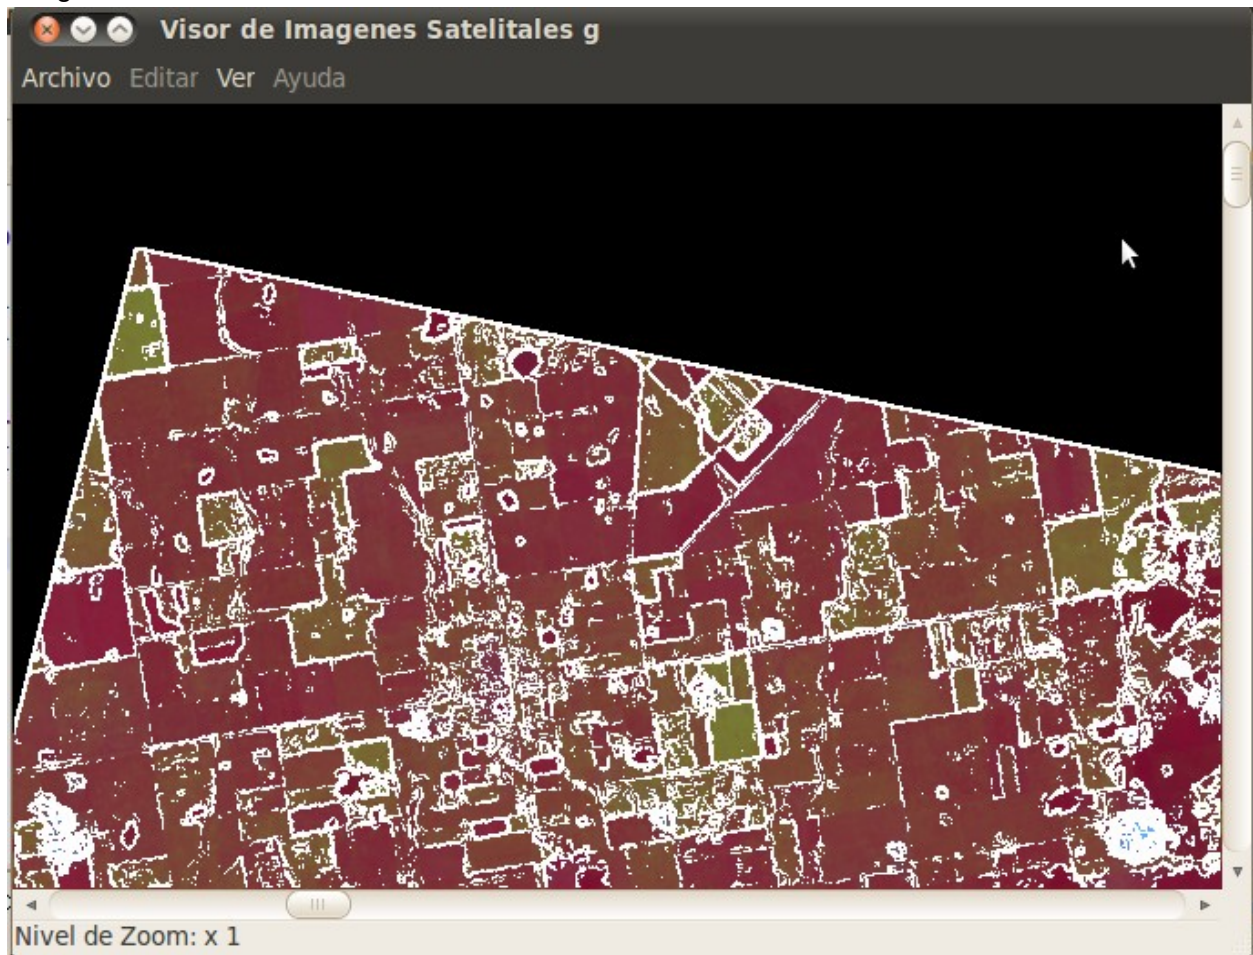 Visor de Imagenes Satelitales g
Archivo Editar Ver Ayuda
Nivel de Zoom: x 1